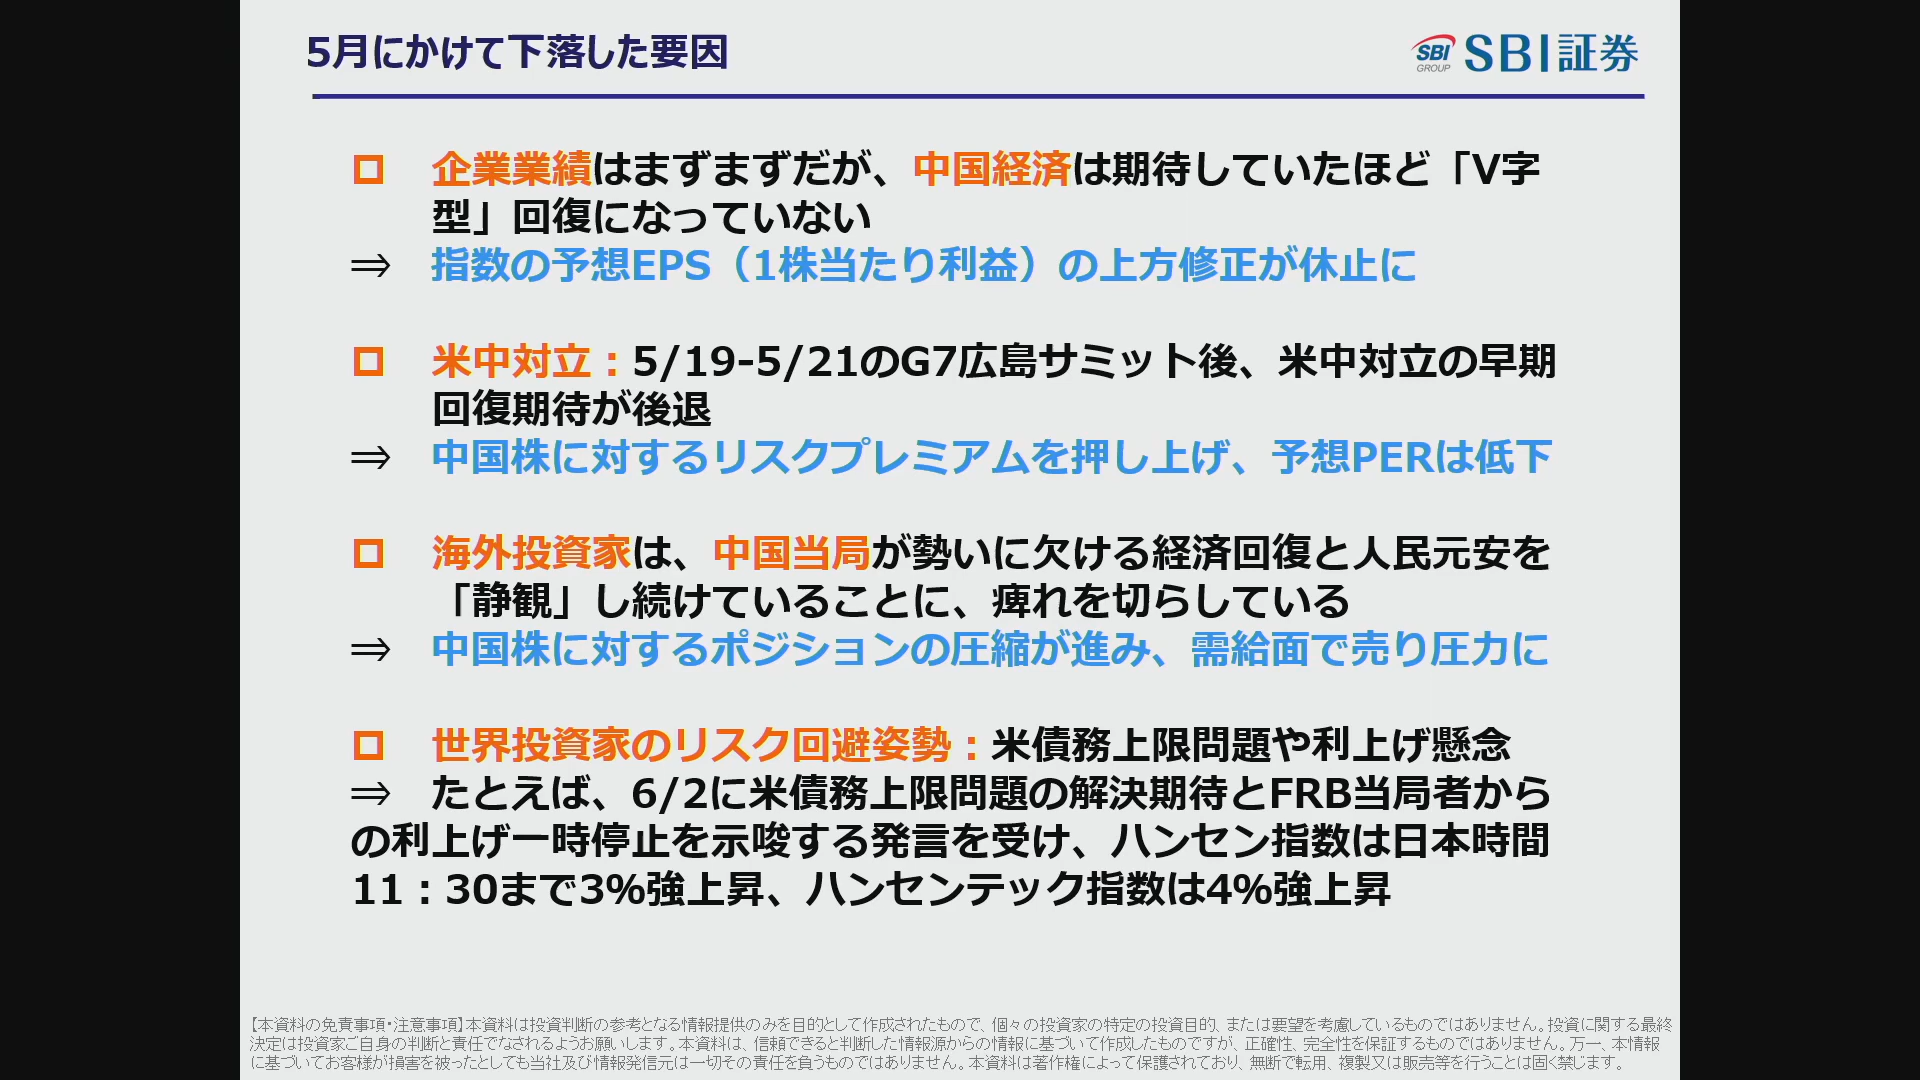 5月にかけて下落した要因
SBI GROUP SBI証券
企業業績はまずまずだが、中国経済は期待していたほど「V字
型」回復になっていない
⇒ 指数の予想EPS（1株当たり利益）の上方修正が休止に
米中対立：5/19-5/21のG7広島サミット後、米中対立の早期
回復期待が後退
⇒ 中国株に対するリスクプレミアムを押し上げ、予想PERは低下
海外投資家は、中国当局が勢いに欠ける経済回復と人民元安を
「静観」し続けていることに、痺れを切らしている
⇒ 中国株に対するポジションの圧縮が進み、需給面で売り圧力に
世界投資家のリスク回避姿勢：米債務上限問題や利上げ懸念
⇒ たとえば、6/2に米債務上限問題の解決期待とFRB当局者から
の利上げ一時停止を示唆する発言を受け、ハンセン指数は日本時間
11：30まで3%強上昇、ハンセンテック指数は4%強上昇
【本資料の免責事項・注意事項】本資料は投資判断の参考となる情報提供のみを目的として作成されたもので、個々の投資家の特定の投資目的、または要望を考慮しているものではありません。投資に関する最終
決定は投資家ご自身の判断と責任でなされるようお願いします。本資料は、信頼できると判断した情報源からの情報に基づいて作成したものですが、正確性、完全性を保証するものではありません。万一、本情報
に基づいてお客様が損害を被ったとしても当社及び情報発信元は一切その責任を負うものではありません。本資料は著作権によって保護されており、無断で転用、複製又は販売等を行うことは固く禁じます。